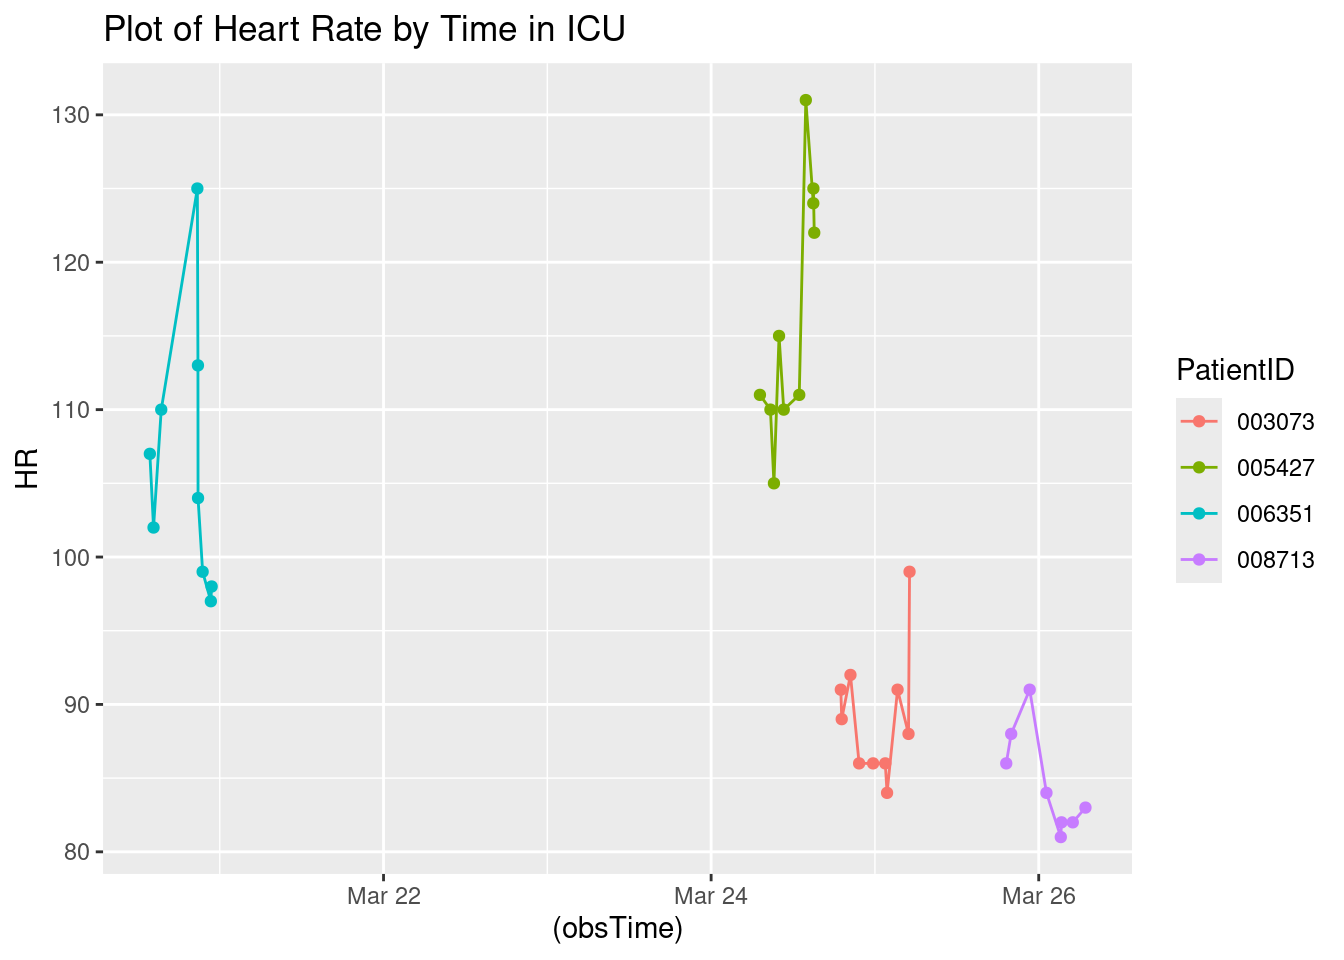 Plot of Heart Rate by Time in ICU
130
120
110
100
90
80
HR
Mar 22
Mar 24
Mar 26
(obsTime)
PatientID
003073
005427
006351
008713